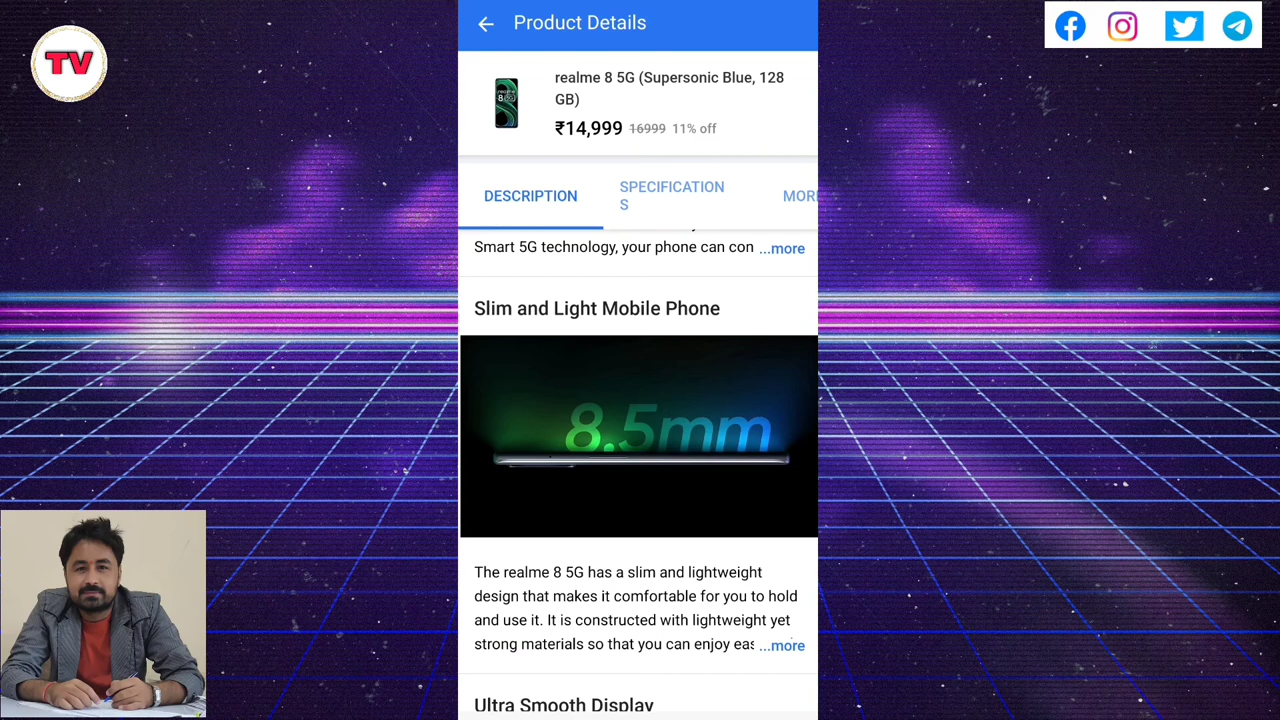 TV
Product Details
realme 8 5G (Supersonic Blue, 128
GB)
₹14,999 16999 11% off
DESCRIPTION
SPECIFICATION
S
MOR
Smart 5G technology, your phone can con ...more
Slim and Light Mobile Phone
8.5mm
The realme 8 5G has a slim and lightweight
design that makes it comfortable for you to hold
and use it. It is constructed with lightweight yet
strong materials so that you can enjoy eas ...more
Ultra Smooth Display